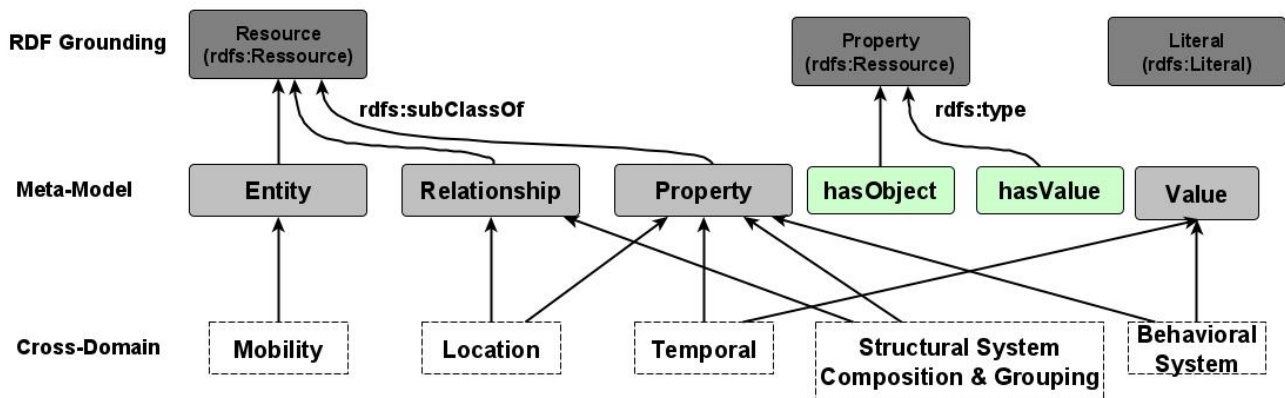 RDF Grounding
Resource
(rdfs:Ressource)
Property
(rdfs:Ressource)
Literal
(rdfs:Literal)
rdfs:subClassOf
rdfs:type
Meta-Model
Entity
Relationship
Property
hasObject
hasValue
Value
Cross-Domain
Mobility
Location
Temporal
Structural System
Composition & Grouping
Behavioral
System